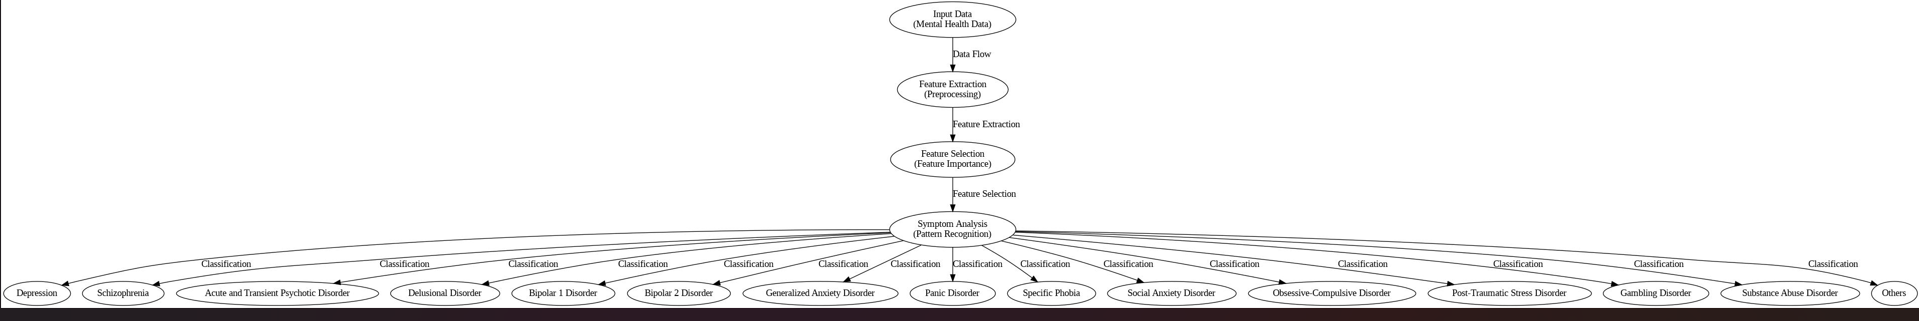 Input Data
(Mental Health Data)
Data Flow
Feature Extraction
(Preprocessing)
Feature Extraction
Feature Selection
(Feature Importance)
Feature Selection
Symptom Analysis
(Pattern Recognition)
Classification Classification Classification Classification Classification Classification Classification Classification Classification Classification Classification Classification Classification Classification Classification
Depression Schizophrenia Acute and Transient Psychotic Disorder Delusional Disorder Bipolar 1 Disorder Bipolar 2 Disorder Generalized Anxiety Disorder Panic Disorder Specific Phobia Social Anxiety Disorder Obsessive-Compulsive Disorder Post-Traumatic Stress Disorder Gambling Disorder Substance Abuse Disorder Others